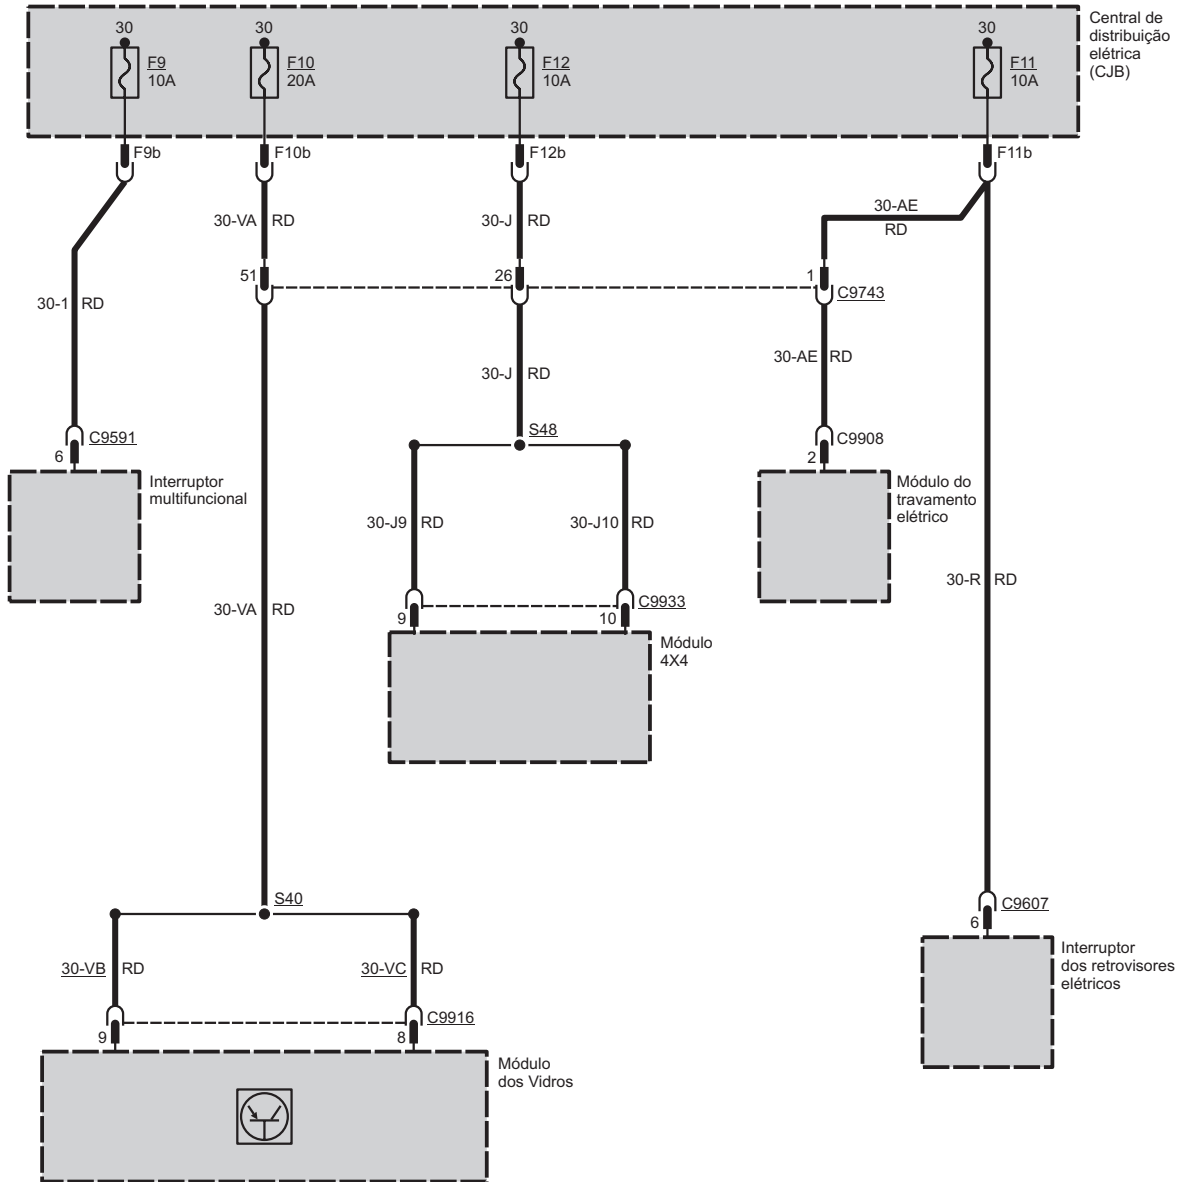 Central de
distribuição
elétrica
(CJB)
30
30
30
30
F9
10A
F10
20A
F12
10A
F11
10A
F9b
F10b
F12b
F11b
30-VA
RD
30-J
RD
30-AE
RD
51
26
1
C9743
30-1
RD
30-J
RD
30-AE
RD
C9591
6
S48
C9908
2
Interruptor
multifuncional
Módulo do
travamento
elétrico
30-J9
RD
30-J10
RD
30-R
RD
30-VA
RD
C9933
9
10
Módulo
4X4
S40
C9607
6
Interruptor
dos retrovisores
elétricos
30-VB
RD
30-VC
RD
C9916
9
8
Módulo
dos Vidros